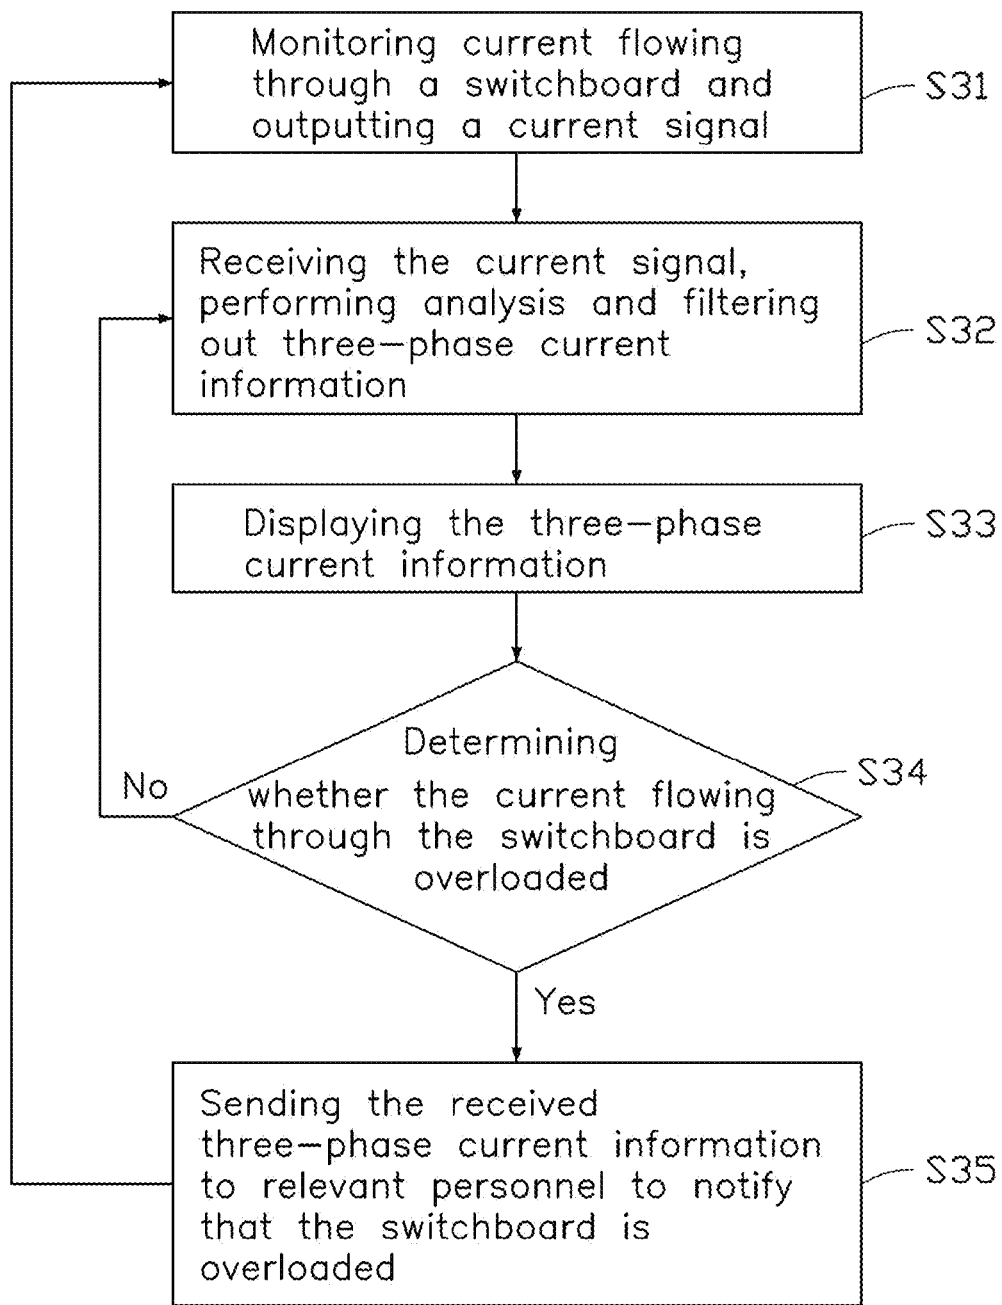 Monitoring current flowing
through a switchboard and
outputting a current signal
S31
Receiving the current signal,
performing analysis and filtering
out three-phase current
information
S32
Displaying the three-phase
current information
S33
Determining
whether the current flowing
through the switchboard is
overloaded
S34
No
Yes
Sending the received
three-phase current information
to relevant personnel to notify
that the switchboard is
overloaded
S35